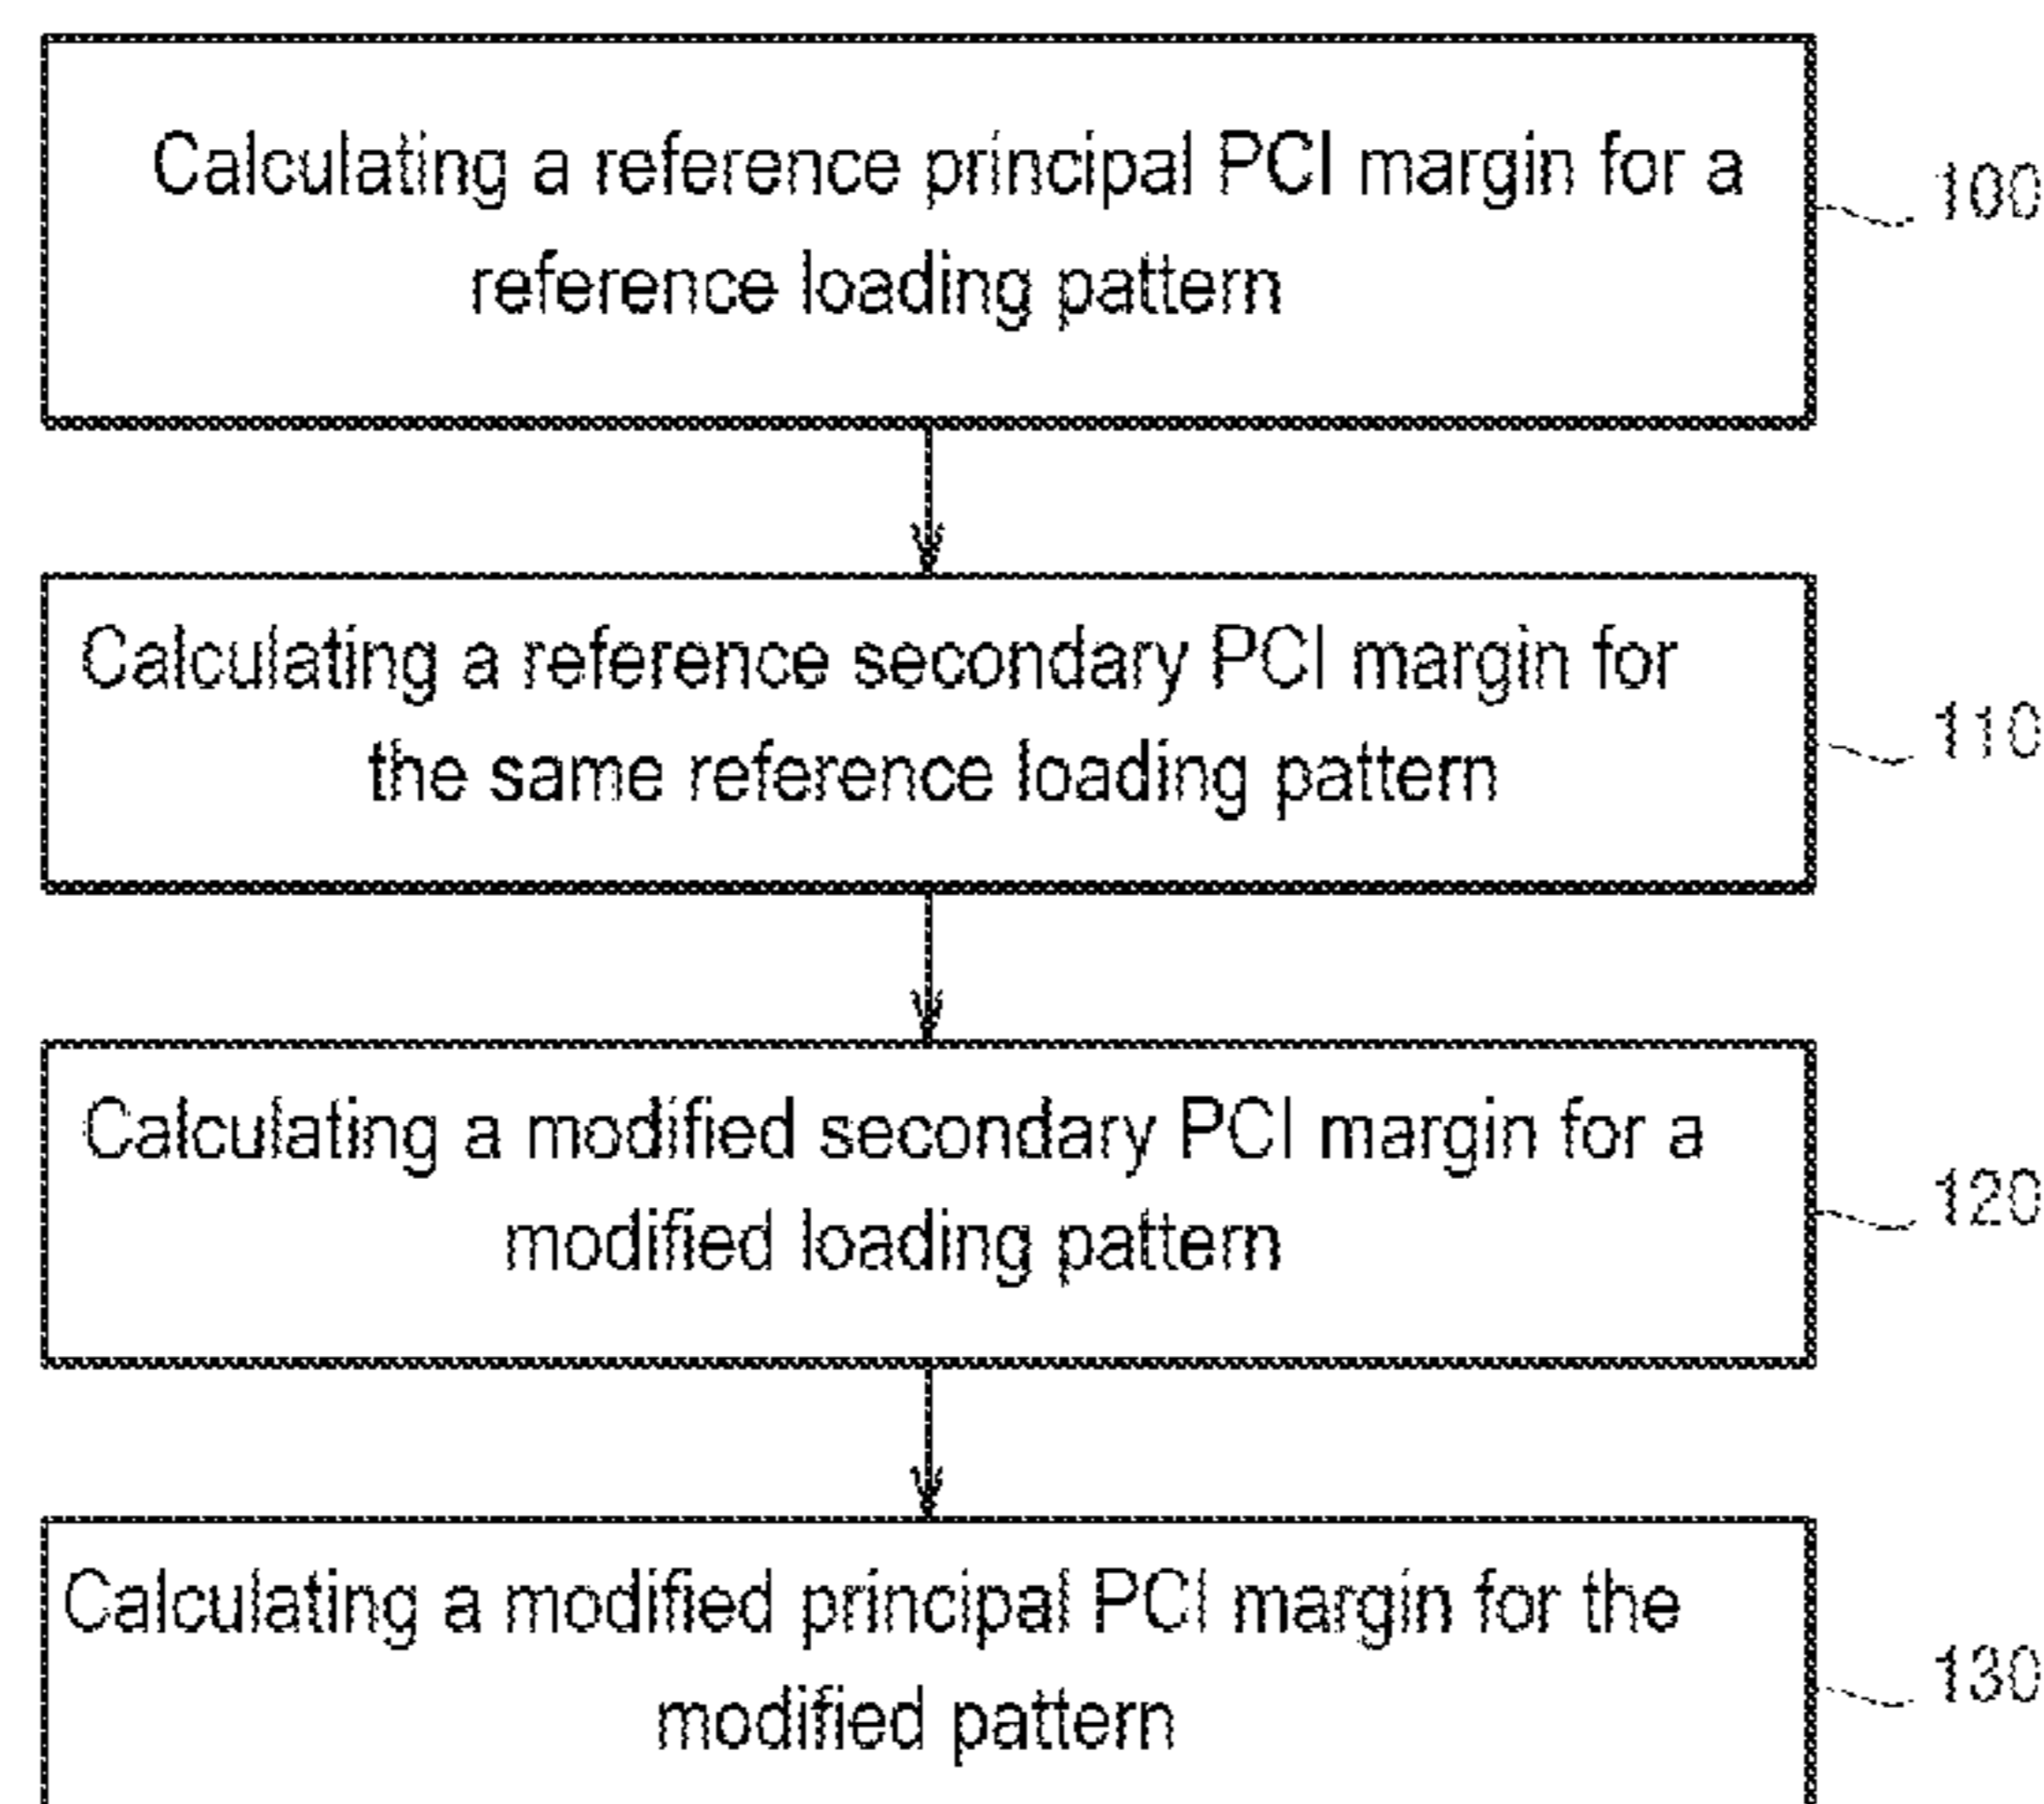 Calculating a reference principal PCI margin for a
reference loading pattern
100
Calculating a reference secondary PCI margin for
the same reference loading pattern
110
Calculating a modified secondary PCI margin for a
modified loading pattern
120
Calculating a modified principal PCI margin for the
modified pattern
130